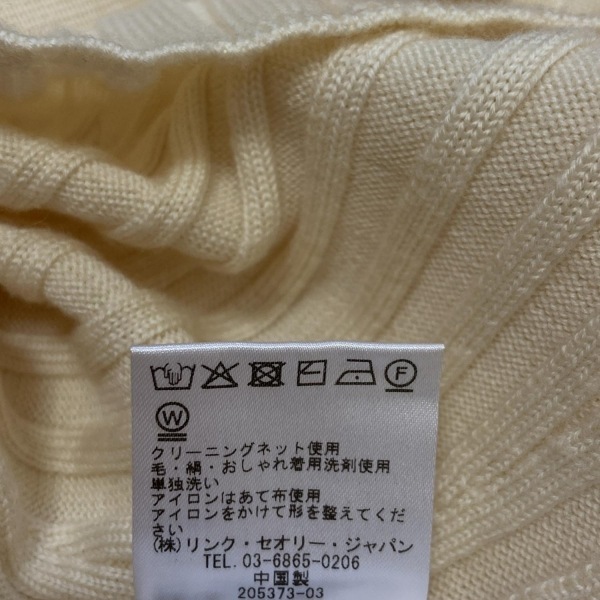 F
W
クリーニングネット使用
毛・絹・おしゃれ着用洗剤使用
単独洗い
アイロンはあて布使用
アイロンをかけて形を整えてくだ
さい
(株)リンク・セオリー・ジャパン
TEL. 03-6865-0206
中国製
205373-03